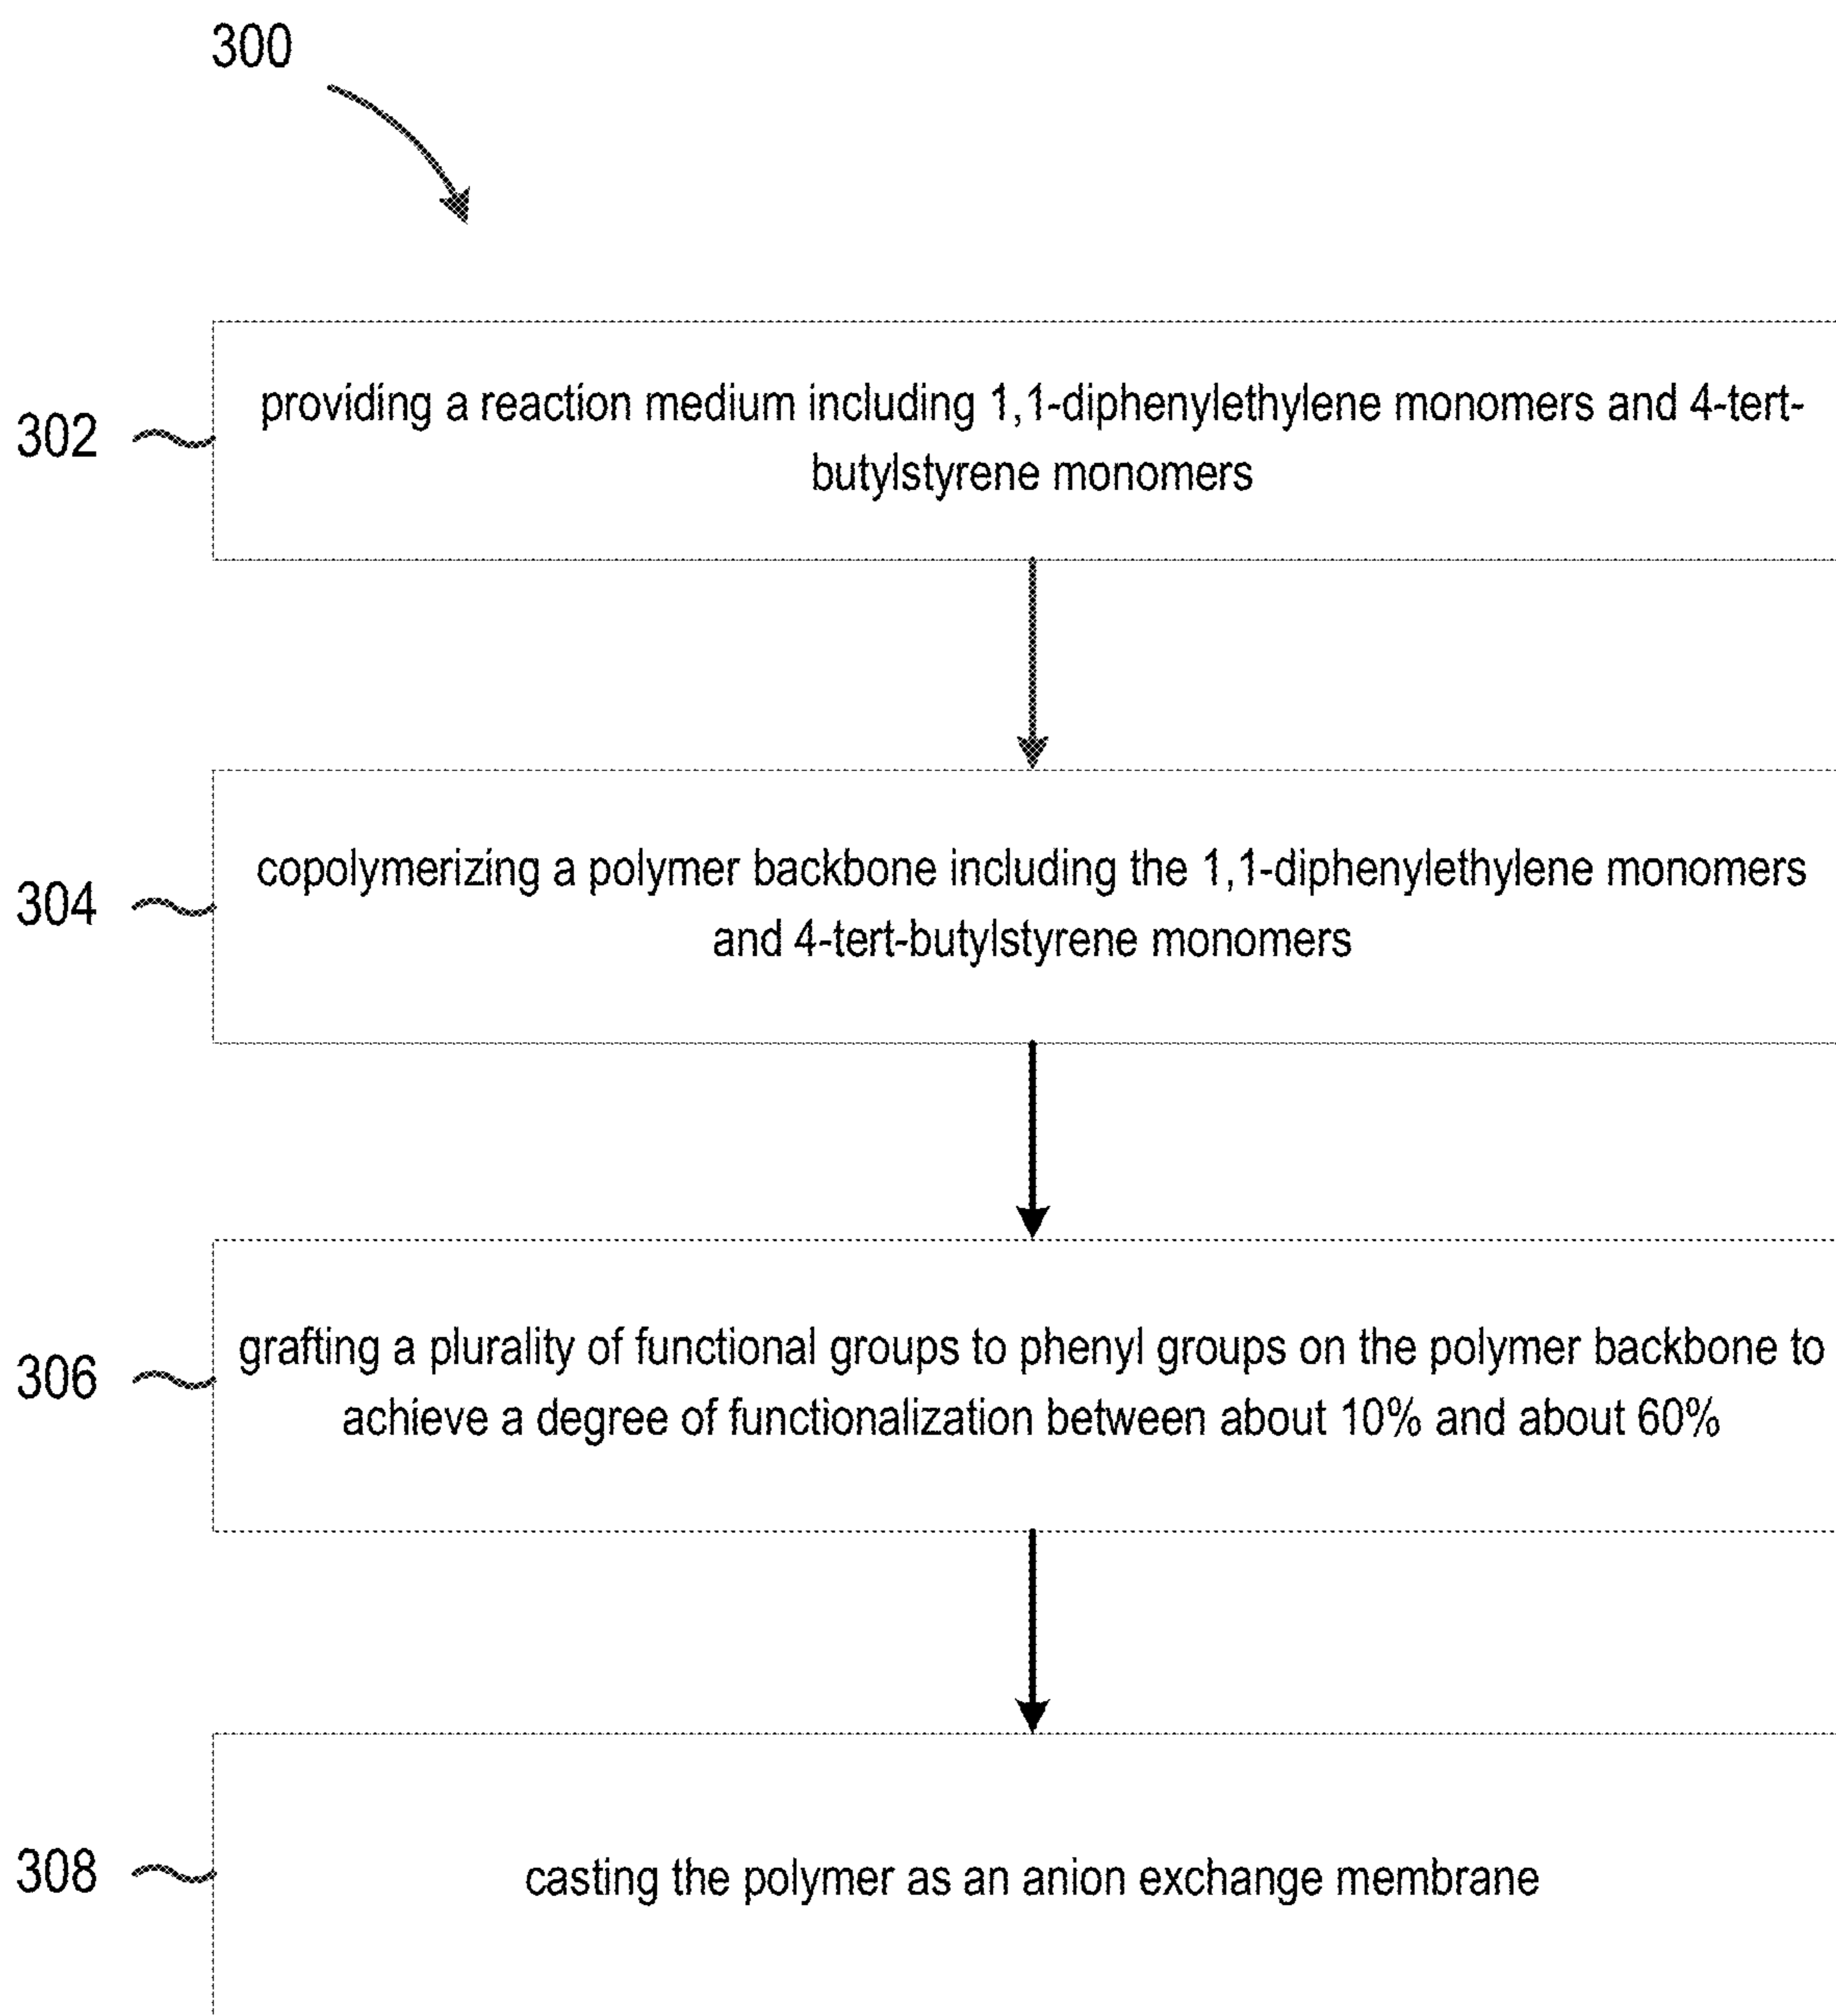 300
302
providing a reaction medium including 1,1-diphenylethylene monomers and 4-tert-
butylstyrene monomers
304
copolymerizing a polymer backbone including the 1,1-diphenylethylene monomers
and 4-tert-butylstyrene monomers
306
grafting a plurality of functional groups to phenyl groups on the polymer backbone to
achieve a degree of functionalization between about 10% and about 60%
308
casting the polymer as an anion exchange membrane